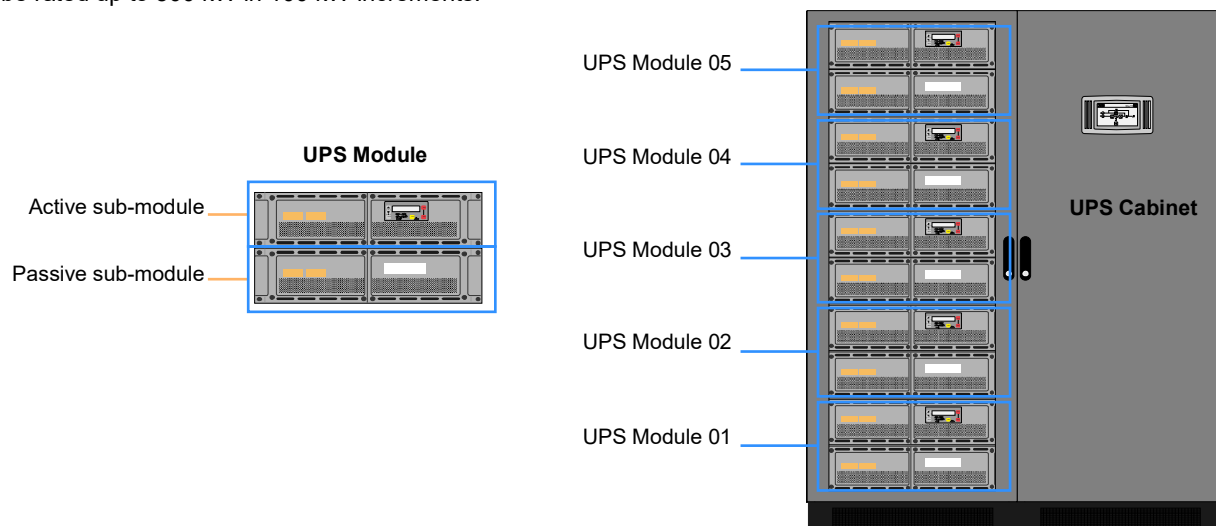 UPS Module 05
UPS Module
UPS Module 04
UPS Cabinet
Active sub-module
UPS Module 03
Passive sub-module
UPS Module 02
UPS Module 01